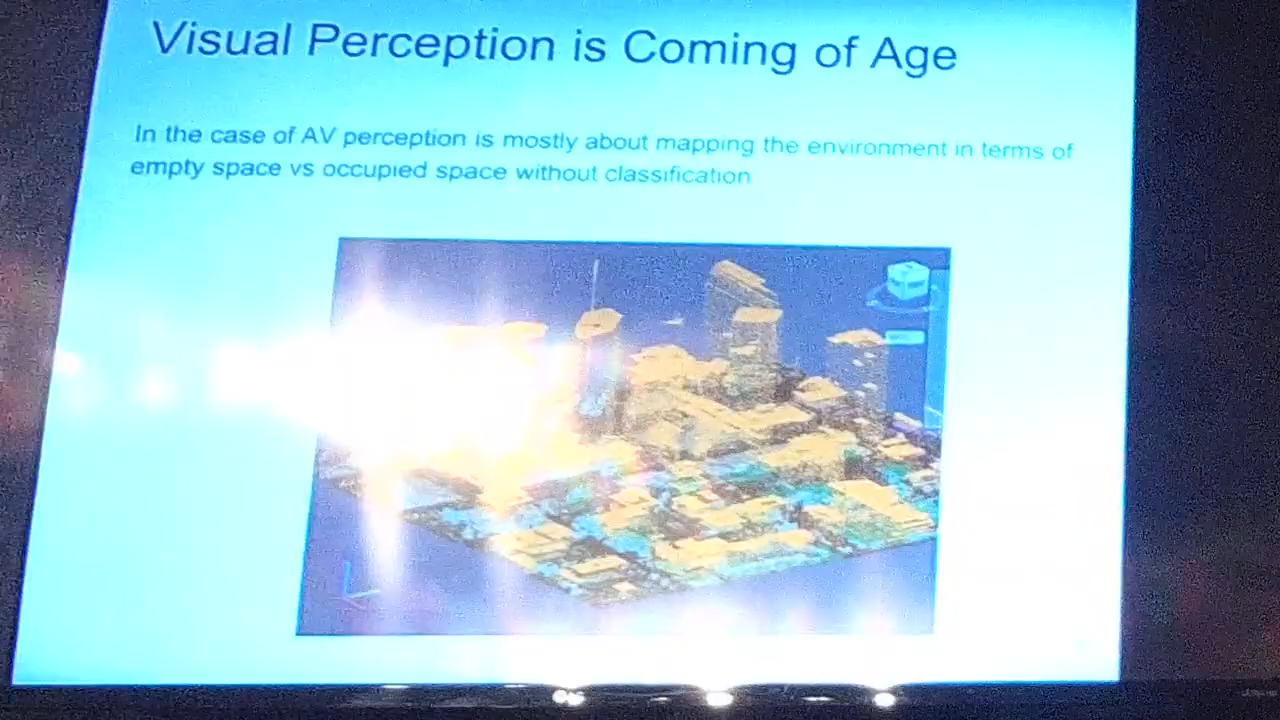 Visual Perception is Coming of Age
In the case of AV perception is mostly about mapping the environment in terms of
empty space vs occupied space without classification